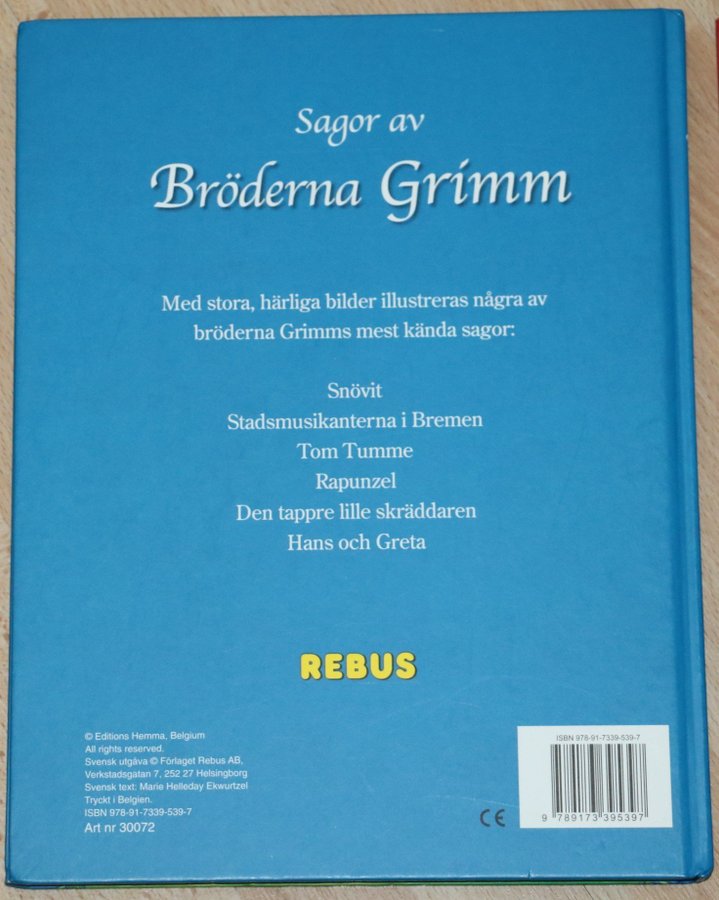 Sagor av
Bröderna Grimm
Med stora, härliga bilder illustreras några av
bröderna Grimms mest kända sagor:
Snövit
Stadsmusikanterna i Bremen
Tom Tumme
Rapunzel
Den tappre lille skräddaren
Hans och Greta
REBUS
© Editions Hemma, Belgium
All rights reserved.
Svensk utgåva © Förlaget Rebus AB,
Verkstadsgatan 7, 252 27 Helsingborg
Svensk text: Marie Helleday Ekwurtzel
Tryckt i Belgien.
ISBN 978-91-7339-539-7
Art nr 30072
CE
ISBN 978-91-7339-539-7
9 789173 395397